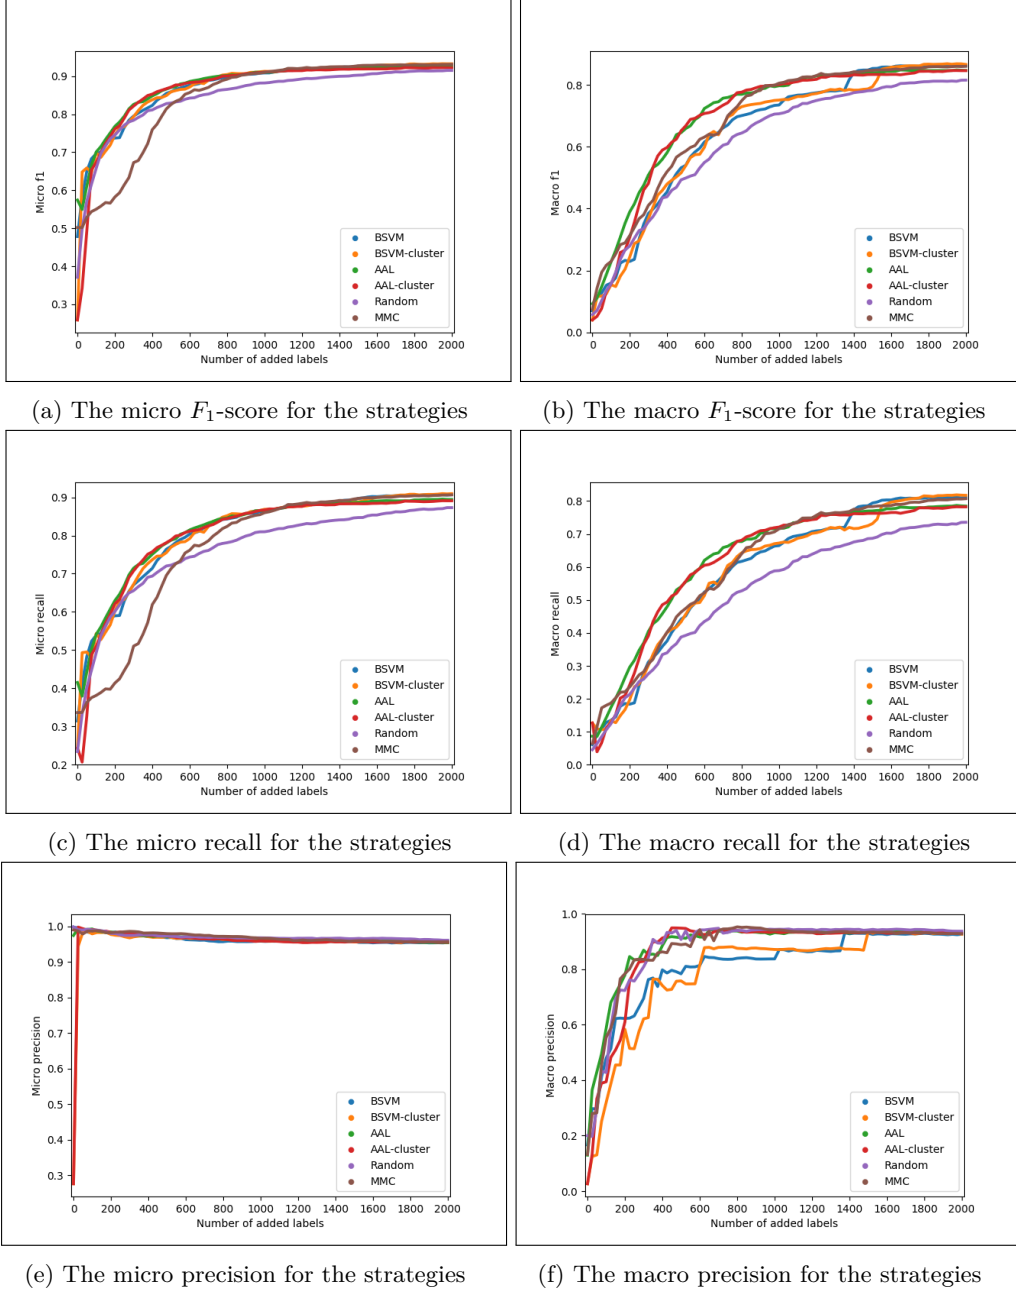 0.9
0.8
0.7
0.6
0.5
0.4
0.3
Micro f1
BSVM
BSVM-cluster
AAL
AAL-cluster
Random
MMC
0 200 400 600 800 1000 1200 1400 1600 1800 2000
Number of added labels
(a) The micro F1-score for the strategies
0.8
0.6
0.4
0.2
0.0
Macro f1
BSVM
BSVM-cluster
AAL
AAL-cluster
Random
MMC
0 200 400 600 800 1000 1200 1400 1600 1800 2000
Number of added labels
(b) The macro F1-score for the strategies
0.9
0.8
0.7
0.6
0.5
0.4
0.3
0.2
Micro recall
BSVM
BSVM-cluster
AAL
AAL-cluster
Random
MMC
0 200 400 600 800 1000 1200 1400 1600 1800 2000
Number of added labels
(c) The micro recall for the strategies
0.8
0.7
0.6
0.5
0.4
0.3
0.2
0.1
0.0
Macro recall
BSVM
BSVM-cluster
AAL
AAL-cluster
Random
MMC
0 200 400 600 800 1000 1200 1400 1600 1800 2000
Number of added labels
(d) The macro recall for the strategies
1.0
0.9
0.8
0.7
0.6
0.5
0.4
0.3
Micro precision
BSVM
BSVM-cluster
AAL
AAL-cluster
Random
MMC
0 200 400 600 800 1000 1200 1400 1600 1800 2000
Number of added labels
(e) The micro precision for the strategies
1.0
0.8
0.6
0.4
0.2
0.0
Macro precision
BSVM
BSVM-cluster
AAL
AAL-cluster
Random
MMC
0 200 400 600 800 1000 1200 1400 1600 1800 2000
Number of added labels
(f) The macro precision for the strategies